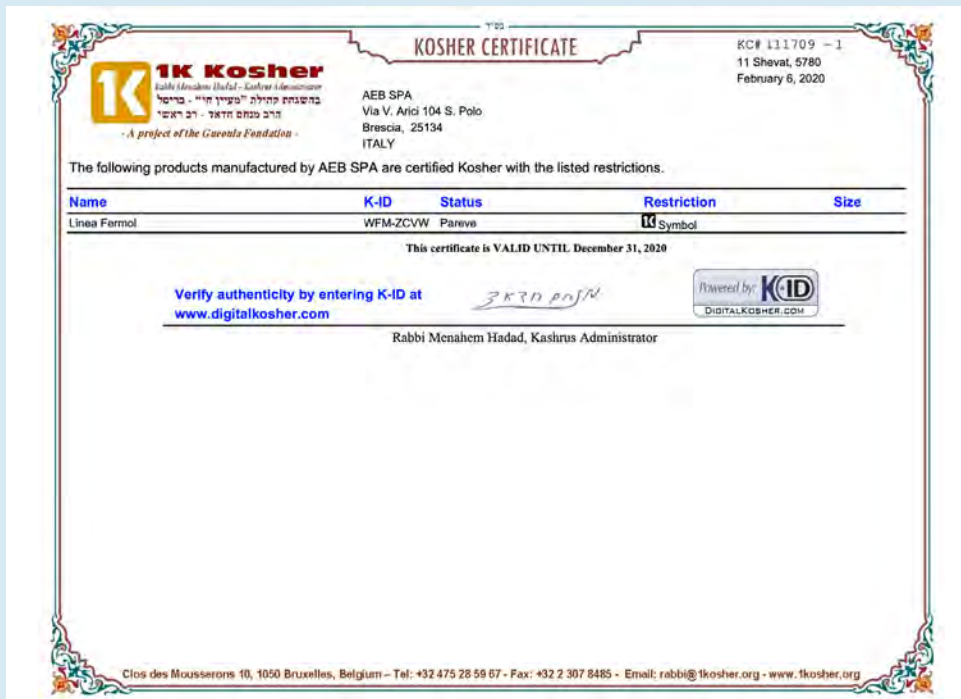 בס״ד
KOSHER CERTIFICATE
KC# 111709 - 1
11 Shevat, 5780
February 6, 2020
1K
1K Kosher
Rabbi Menahem Hadad - Kashrut Administrator
בהשגחת קהילת "מעיין חי" - בריסל
הרב מנחם חדאד - רב ראשי
- A project of the Gueoula Fondation -
AEB SPA
Via V. Arici 104 S. Polo
Brescia, 25134
ITALY
The following products manufactured by AEB SPA are certified Kosher with the listed restrictions.
Name K-ID Status Restriction Size
Linea Fermol WFM-ZCVW Pareve 1K Symbol
This certificate is VALID UNTIL December 31, 2020
Verify authenticity by entering K-ID at
www.digitalkosher.com
מנחם חדאד
Powered by: K-ID
DIGITALKOSHER.COM
Rabbi Menahem Hadad, Kashrus Administrator
Clos des Mousserons 10, 1050 Bruxelles, Belgium – Tel: +32 475 28 59 67 - Fax: +32 2 307 8485 - Email: rabbi@1kosher.org - www.1kosher.org